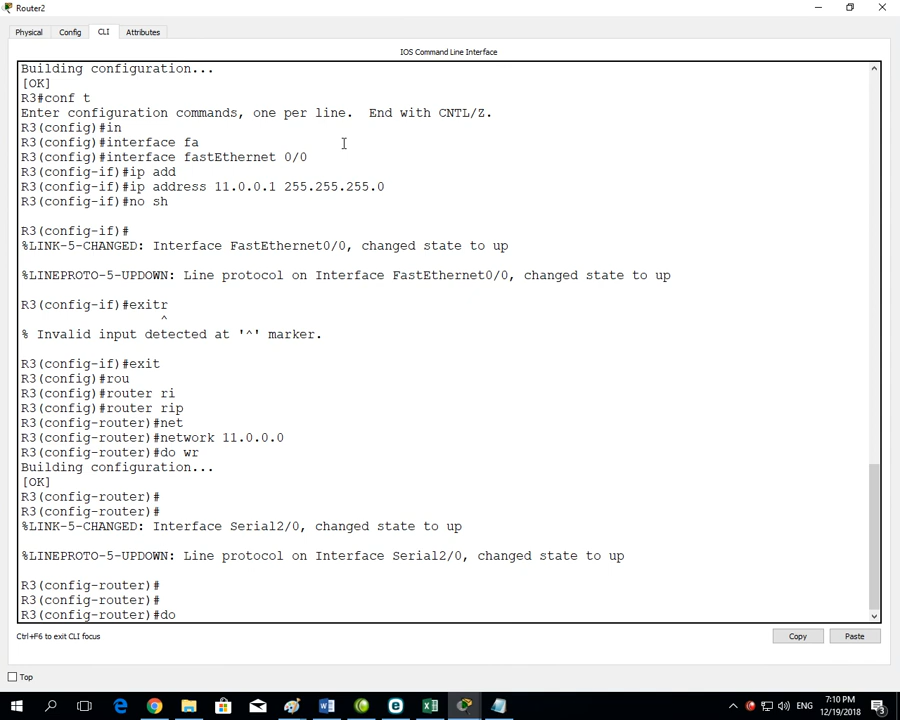 Router2
Physical
Config
CLI
Attributes
IOS Command Line Interface
Building configuration...
[OK]
R3#conf t
Enter configuration commands, one per line.  End with CNTL/Z.
R3(config)#in
R3(config)#interface fa
R3(config)#interface fastEthernet 0/0
R3(config-if)#ip add
R3(config-if)#ip address 11.0.0.1 255.255.255.0
R3(config-if)#no sh
R3(config-if)#
%LINK-5-CHANGED: Interface FastEthernet0/0, changed state to up
%LINEPROTO-5-UPDOWN: Line protocol on Interface FastEthernet0/0, changed state to up
R3(config-if)#exitr
^
% Invalid input detected at '^' marker.
R3(config-if)#exit
R3(config)#rou
R3(config)#router ri
R3(config)#router rip
R3(config-router)#net
R3(config-router)#network 11.0.0.0
R3(config-router)#do wr
Building configuration...
[OK]
R3(config-router)#
R3(config-router)#
%LINK-5-CHANGED: Interface Serial2/0, changed state to up
%LINEPROTO-5-UPDOWN: Line protocol on Interface Serial2/0, changed state to up
R3(config-router)#
R3(config-router)#
R3(config-router)#do
Ctrl+F6 to exit CLI focus
Copy
Paste
Top
ENG
7:10 PM
12/19/2018
3